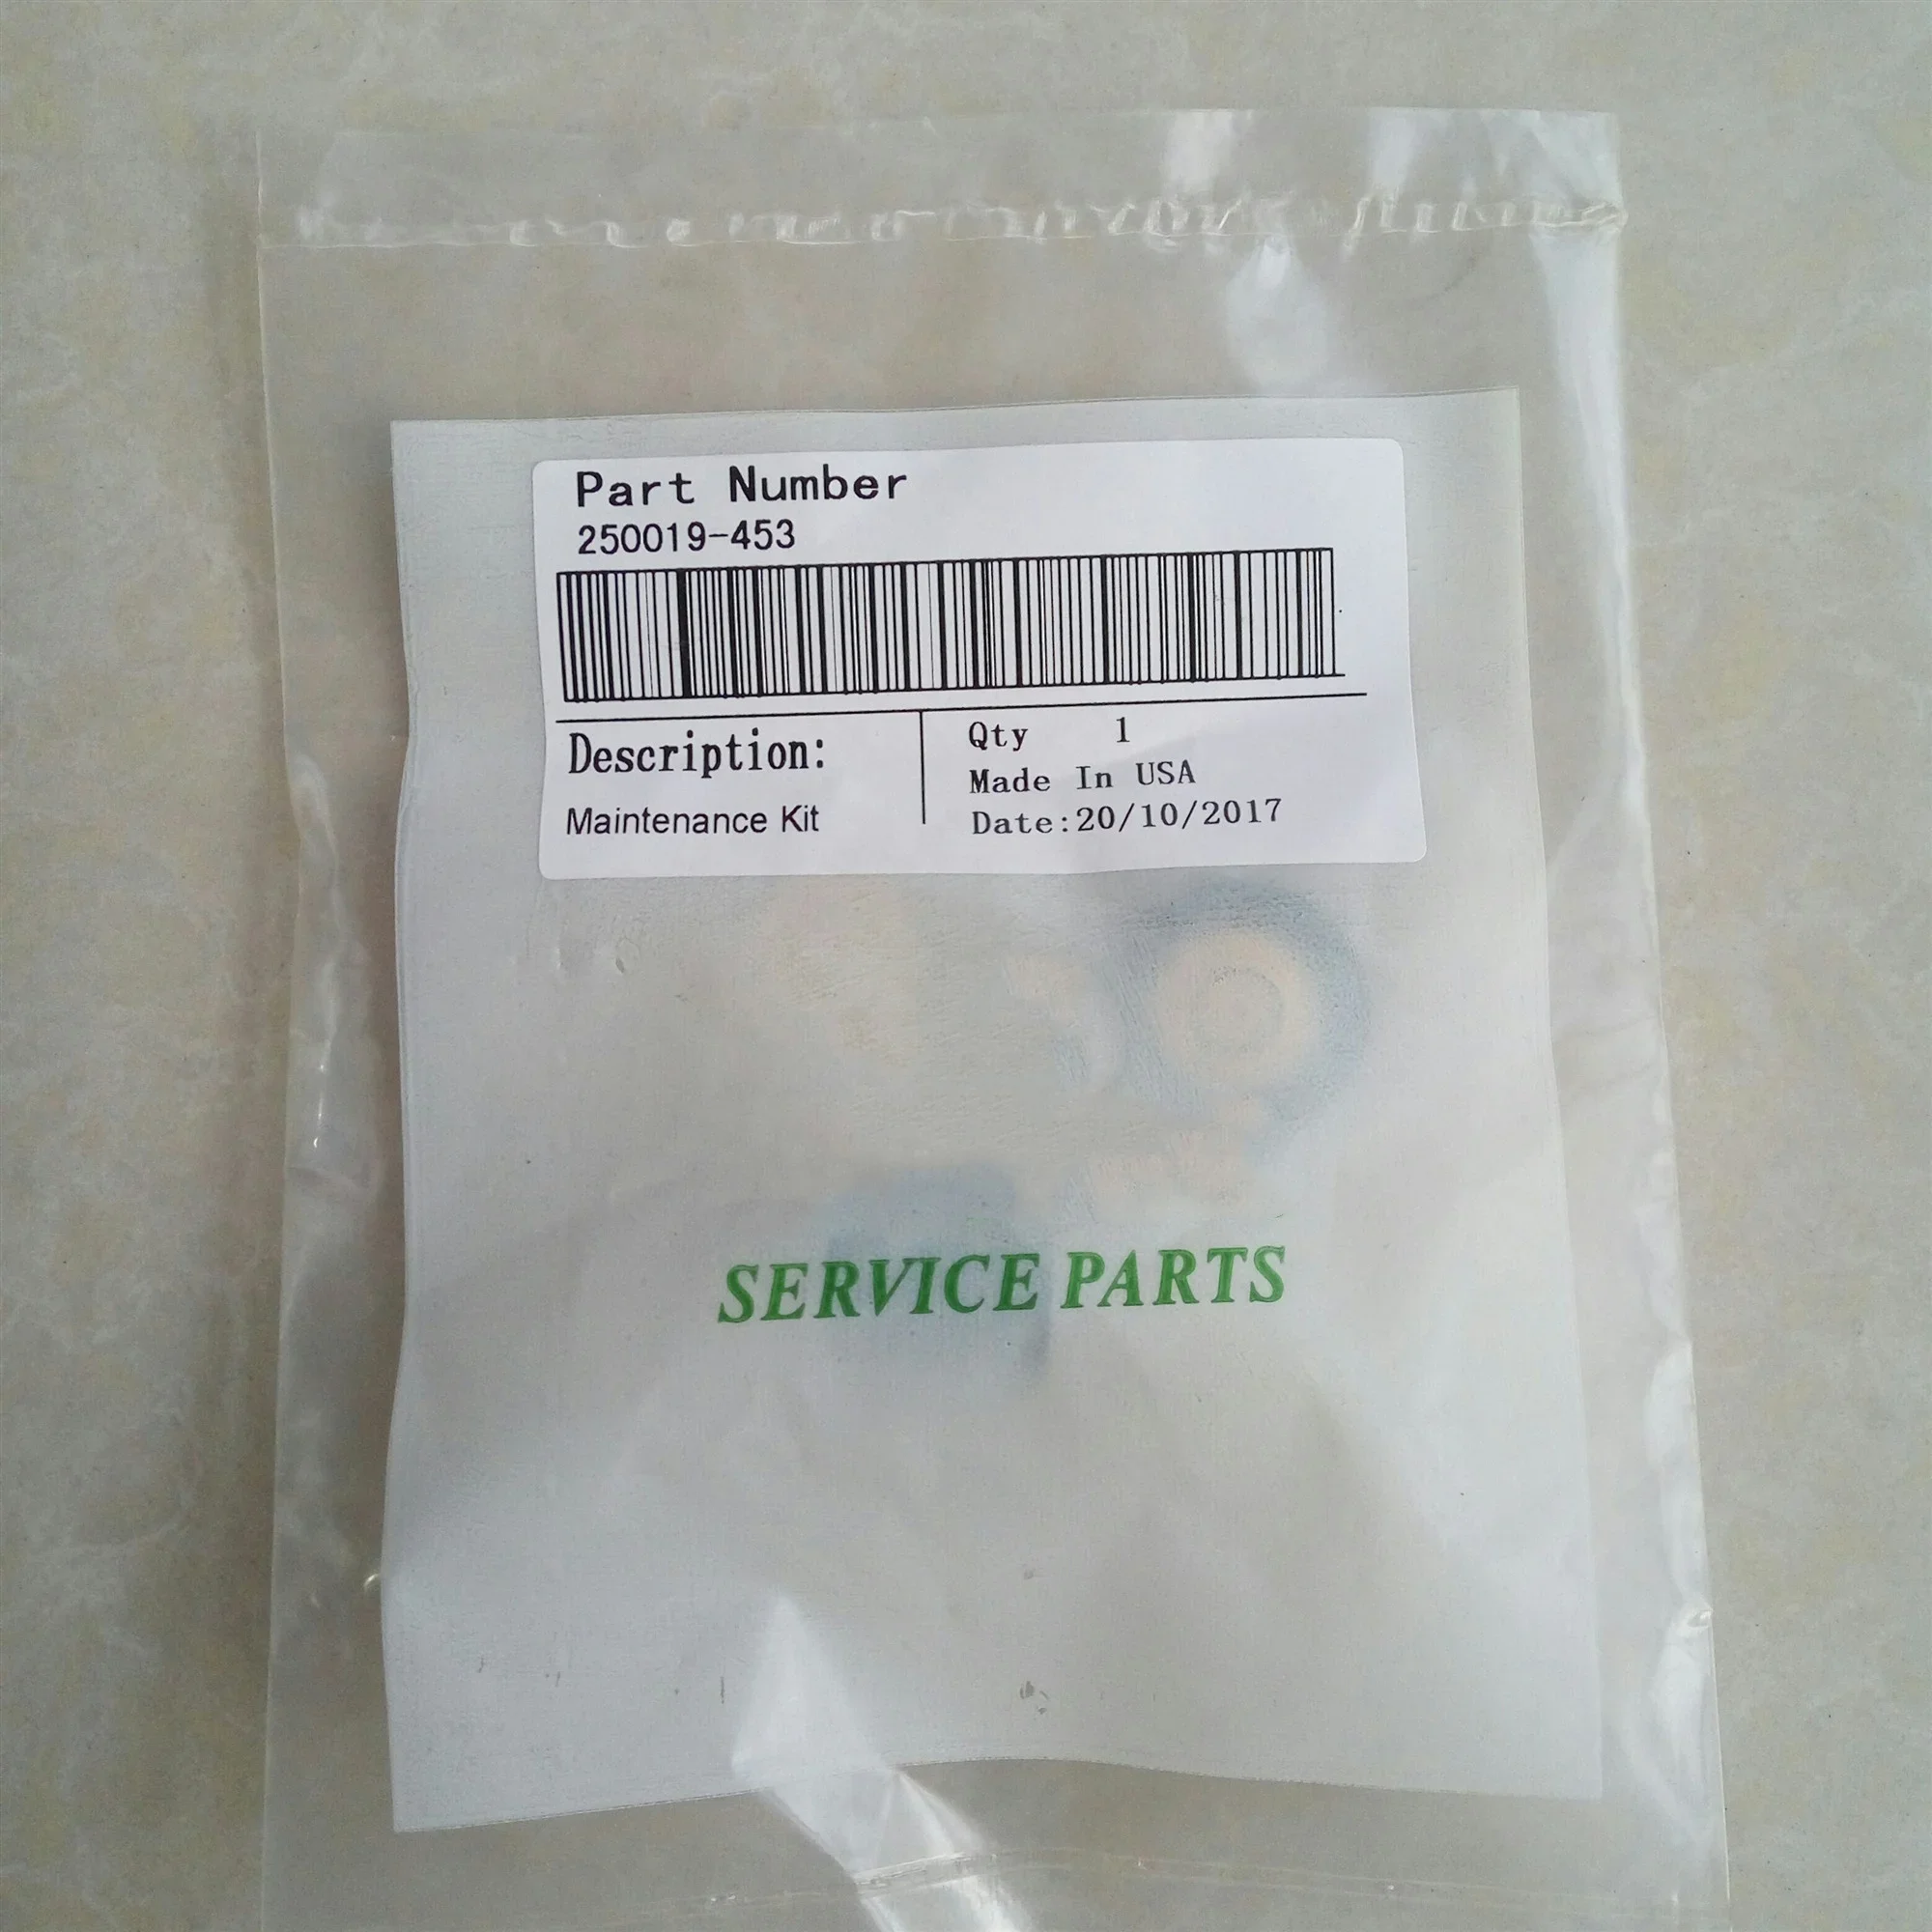 Part Number
250019-453
Description:
Maintenance Kit
Qty 1
Made In USA
Date:20/10/2017
SERVICE PARTS